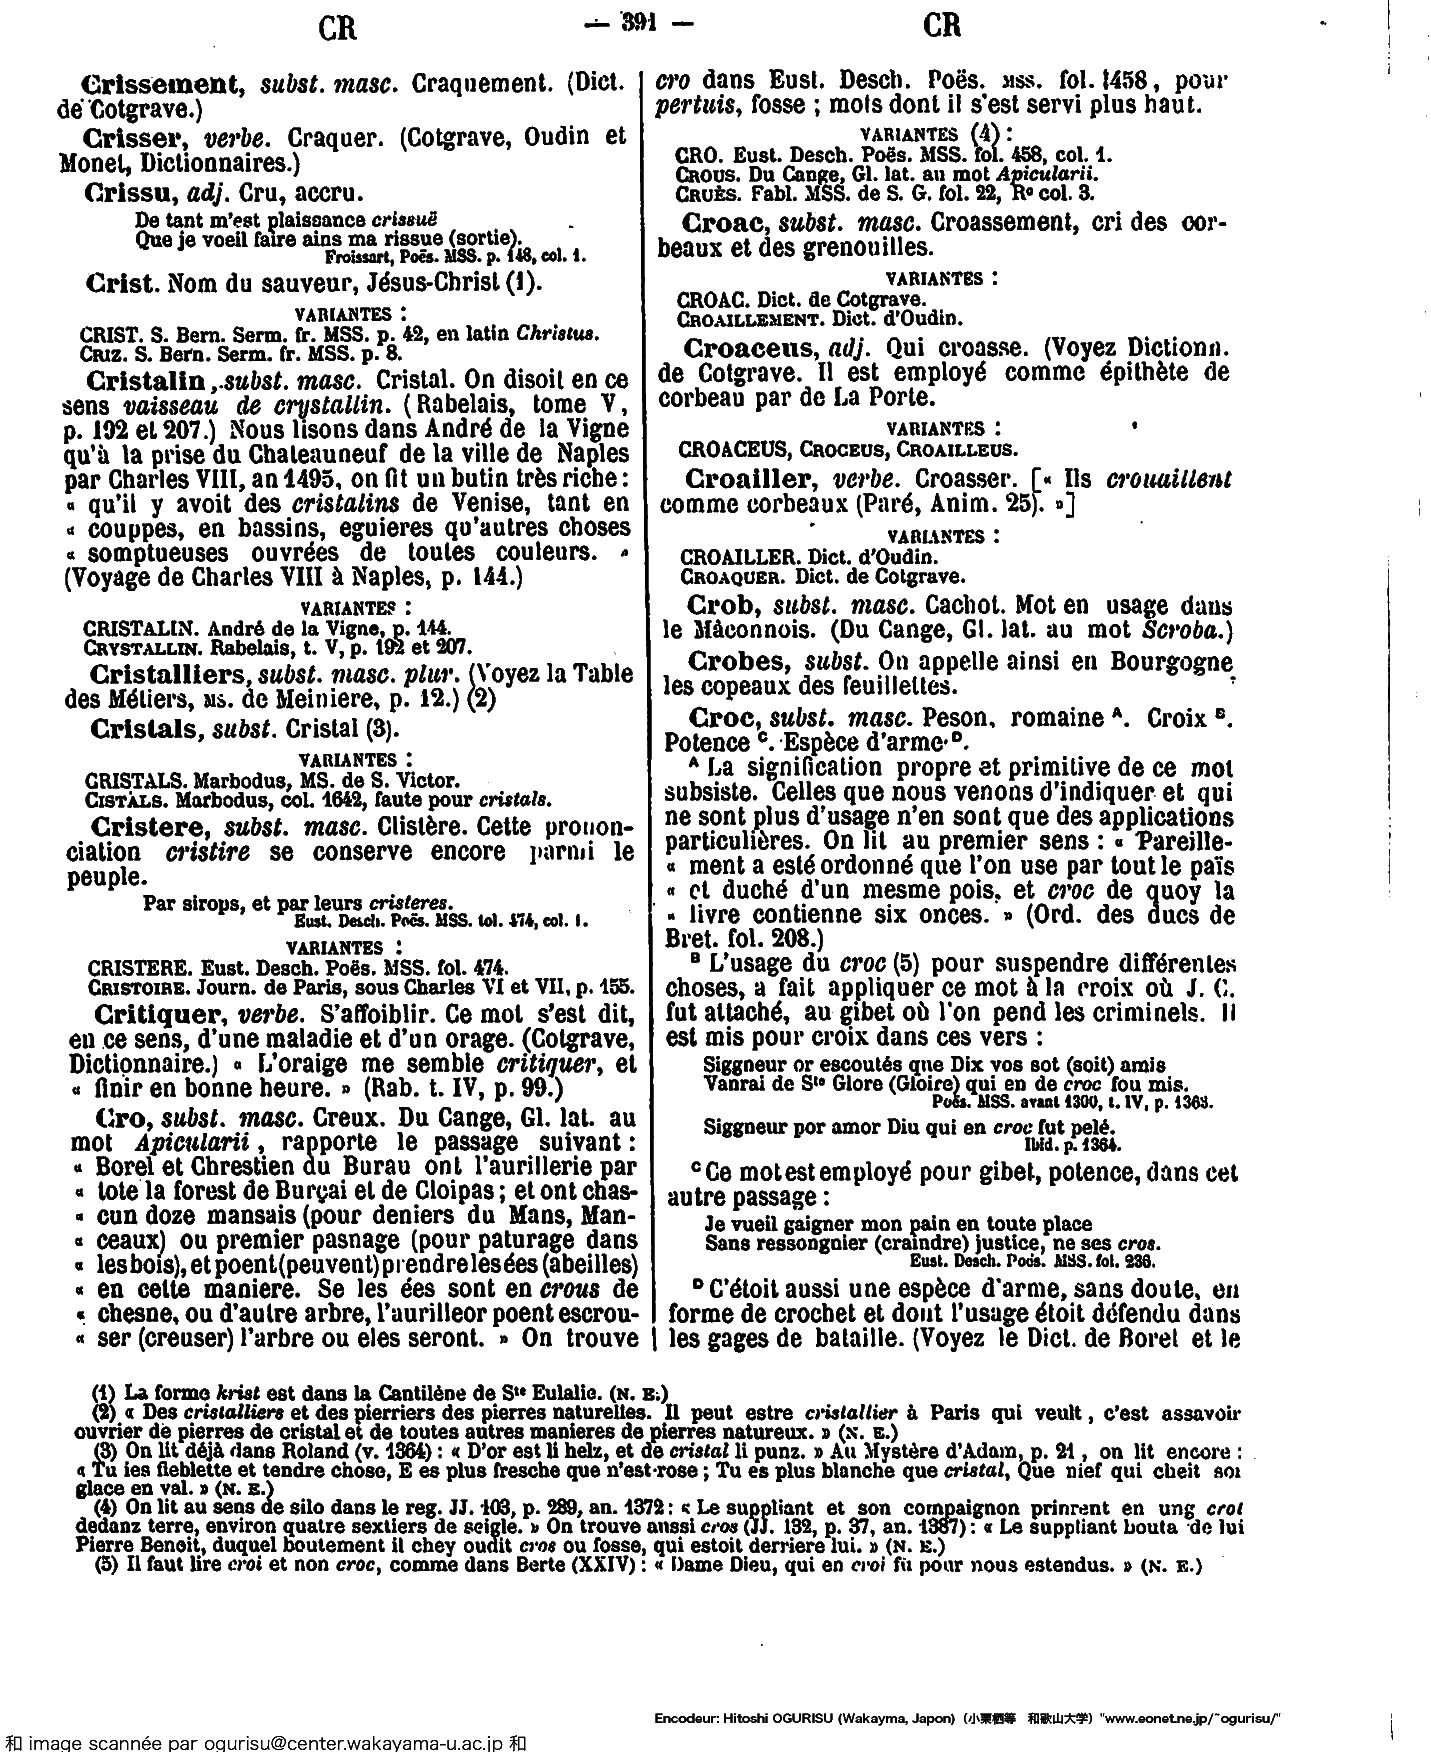 CR — 391 — CR
Crissement, subst. masc. Craquement. (Dict.
de Cotgrave.)
Crisser, verbe. Craquer. (Cotgrave, Oudin et
Monet, Dictionnaires.)
Crissu, adj. Cru, accru.
De tant m'est plaissance crissuë
Que je voeil faire ains ma rissue (sortie).
Froissart, Poës. MSS. p. 148, col. 1.
Crist. Nom du sauveur, Jésus-Christ (1).
VARIANTES :
CRIST. S. Bern. Serm. fr. MSS. p. 42, en latin Christus.
CRIZ. S. Bern. Serm. fr. MSS. p. 8.
Cristalin, subst. masc. Cristal. On disoit en ce
sens vaisseau de crystallin. (Rabelais, tome V,
p. 192 et 207.) Nous lisons dans André de la Vigne
qu'à la prise du Chateauneuf de la ville de Naples
par Charles VIII, an 1495, on fit un butin très riche :
« qu'il y avoit des cristalins de Venise, tant en
« couppes, en bassins, eguieres qu'autres choses
« somptueuses ouvrées de toutes couleurs. »
(Voyage de Charles VIII à Naples, p. 144.)
VARIANTES :
CRISTALIN. André de la Vigne, p. 144.
CRYSTALLIN. Rabelais, t. V, p. 192 et 207.
Cristalliers, subst. masc. plur. (Voyez la Table
des Métiers, MS. de Meiniere, p. 12.) (2)
Cristals, subst. Cristal (3).
VARIANTES :
CRISTALS. Marbodus, MS. de S. Victor.
CISTALS. Marbodus, col. 1642, faute pour cristals.
Cristere, subst. masc. Clistère. Cette pronon-
ciation cristire se conserve encore parmi le
peuple.
Par sirops, et par leurs cristeres.
Eust. Desch. Poës. MSS. fol. 474, col. 1.
VARIANTES :
CRISTERE. Eust. Desch. Poës. MSS. fol. 474.
CRISTOIRE. Journ. de Paris, sous Charles VI et VII, p. 155.
Critiquer, verbe. S'affoiblir. Ce mot s'est dit,
en ce sens, d'une maladie et d'un orage. (Cotgrave,
Dictionnaire.) « L'oraige me semble critiquer, et
« finir en bonne heure. » (Rab. t. IV, p. 99.)
Cro, subst. masc. Creux. Du Cange, Gl. lat. au
mot Apicularii, rapporte le passage suivant :
« Borel et Chrestien du Burau ont l'aurillerie par
« tote la forest de Burçai et de Cloipas ; et ont chas-
« cun doze mansais (pour deniers du Mans, Man-
« ceaux) ou premier pasnage (pour paturage dans
« les bois), et poent (peuvent) prendre les ées (abeilles)
« en cette maniere. Se les ées sont en crous de
« chesne, ou d'autre arbre, l'aurilleor poent escrou-
« ser (creuser) l'arbre ou eles seront. » On trouve
cro dans Eust. Desch. Poës. MSS. fol. 1458, pour
pertuis, fosse ; mots dont il s'est servi plus haut.
VARIANTES (4) :
CRO. Eust. Desch. Poës. MSS. fol. 458, col. 1.
CROUS. Du Cange, Gl. lat. au mot Apicularii.
CRUÈS. Fabl. MSS. de S. G. fol. 22, Rº col. 3.
Croac, subst. masc. Croassement, cri des cor-
beaux et des grenouilles.
VARIANTES :
CROAC. Dict. de Cotgrave.
CROAILLEMENT. Dict. d'Oudin.
Croaceus, adj. Qui croasse. (Voyez Dictionn.
de Cotgrave. Il est employé comme épithète de
corbeau par de La Porte.
VARIANTES :
CROACEUS, CROCEUS, CROAILLEUS.
Croailler, verbe. Croasser. [« Ils crouaillent
comme corbeaux (Paré, Anim. 25). »]
VARIANTES :
CROAILLER. Dict. d'Oudin.
CROAQUER. Dict. de Cotgrave.
Crob, subst. masc. Cachot. Mot en usage dans
le Mâconnois. (Du Cange, Gl. lat. au mot Scroba.)
Crobes, subst. On appelle ainsi en Bourgogne
les copeaux des feuillettes.
Croc, subst. masc. Peson, romaine A. Croix B.
Potence C. Espèce d'arme D.
A La signification propre et primitive de ce mot
subsiste. Celles que nous venons d'indiquer et qui
ne sont plus d'usage n'en sont que des applications
particulières. On lit au premier sens : « Pareille-
« ment a esté ordonné que l'on use par tout le païs
« et duché d'un mesme pois, et croc de quoy la
« livre contienne six onces. » (Ord. des ducs de
Bret. fol. 208.)
B L'usage du croc (5) pour suspendre différentes
choses, a fait appliquer ce mot à la croix où J. C.
fut attaché, au gibet où l'on pend les criminels. Il
est mis pour croix dans ces vers :
Siggneur or escoutés que Dix vos sot (soit) amis
Vanrai de Ste Glore (Gloire) qui en de croc fou mis.
Poës. MSS. avant 1300, t. IV, p. 1363.
Siggneur por amor Diu qui en croc fut pelé.
Ibid. p. 1364.
C Ce mot est employé pour gibet, potence, dans cet
autre passage :
Je vueil gaigner mon pain en toute place
Sans ressongnier (craindre) justice, ne ses cros.
Eust. Desch. Poës. MSS. fol. 236.
D C'étoit aussi une espèce d'arme, sans doute, en
forme de crochet et dont l'usage étoit défendu dans
les gages de bataille. (Voyez le Dict. de Borel et le
(1) La forme krist est dans la Cantilène de Ste Eulalie. (N. E.)
(2) « Des cristalliers et des pierriers des pierres naturelles. Il peut estre cristallier à Paris qui veult, c'est assavoir
ouvrier de pierres de cristal et de toutes autres manieres de pierres natureux. » (N. E.)
(3) On lit déjà dans Roland (v. 1364) : « D'or est li helz, et de cristal li punz. » Au Mystère d'Adam, p. 21, on lit encore :
« Tu ies fieblette et tendre chose, E es plus fresche que n'est rose ; Tu es plus blanche que cristal, Que nief qui cheit sor
glace en val. » (N. E.)
(4) On lit au sens de silo dans le reg. JJ. 103, p. 289, an. 1372 : « Le suppliant et son compaignon prinrent en ung crot
dedanz terre, environ quatre sextiers de seigle. » On trouve aussi cros (JJ. 132, p. 37, an. 1387) : « Le suppliant bouta de lui
Pierre Benoit, duquel boutement il chey oudit cros ou fosse, qui estoit derriere lui. » (N. E.)
(5) Il faut lire croi et non croc, comme dans Berte (XXIV) : « Dame Dieu, qui en croi fu pour nous estendus. » (N. E.)
Encodeur: Hitoshi OGURISU (Wakayma, Japon) (小栗栖等 和歌山大学) "www.eonet.ne.jp/~ogurisu/"
和 image scannée par ogurisu@center.wakayama-u.ac.jp 和